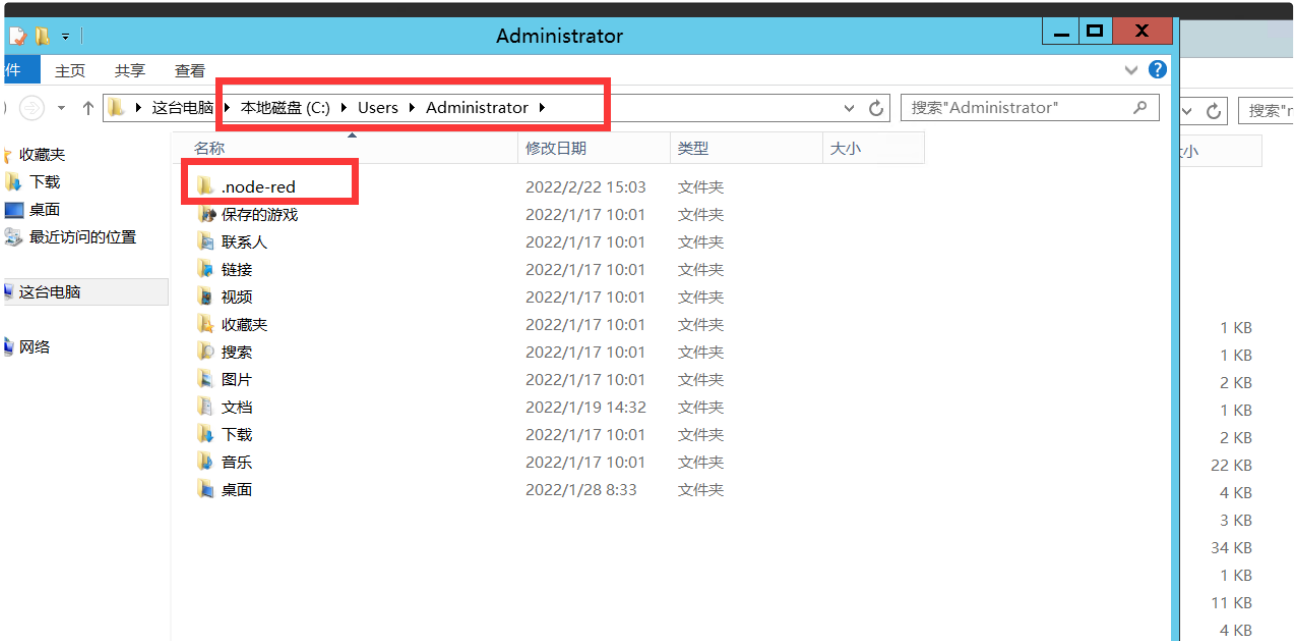 Administrator
件 主页 共享 查看
这台电脑 本地磁盘 (C:) Users Administrator 搜索"Administrator" 搜索"
名称 修改日期 类型 大小 小
收藏夹
下载
桌面
最近访问的位置
这台电脑
网络
.node-red 2022/2/22 15:03 文件夹
保存的游戏 2022/1/17 10:01 文件夹
联系人 2022/1/17 10:01 文件夹
链接 2022/1/17 10:01 文件夹
视频 2022/1/17 10:01 文件夹
收藏夹 2022/1/17 10:01 文件夹
搜索 2022/1/17 10:01 文件夹
图片 2022/1/17 10:01 文件夹
文档 2022/1/19 14:32 文件夹
下载 2022/1/17 10:01 文件夹
音乐 2022/1/17 10:01 文件夹
桌面 2022/1/28 8:33 文件夹
1 KB
1 KB
2 KB
1 KB
2 KB
22 KB
4 KB
3 KB
34 KB
1 KB
11 KB
4 KB